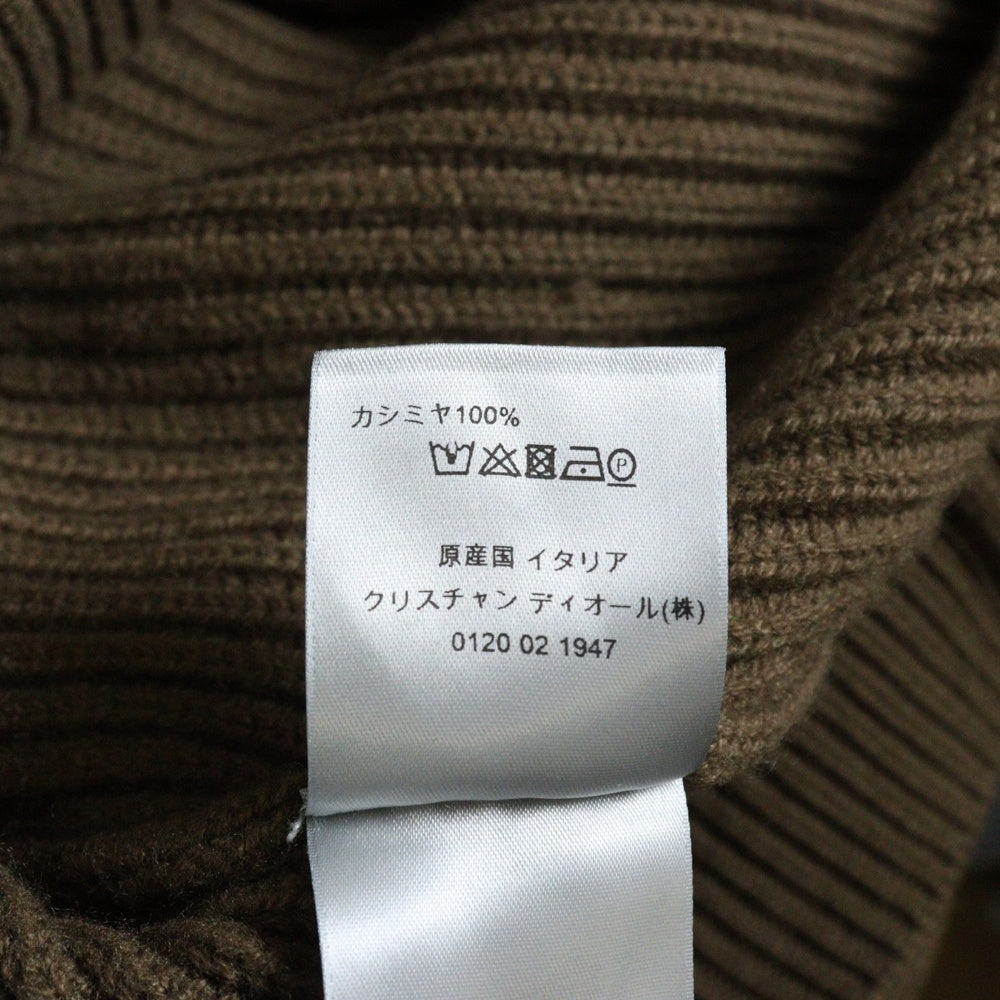 カシミヤ100%
P
原産国 イタリア
クリスチャン ディオール(株)
0120 02 1947